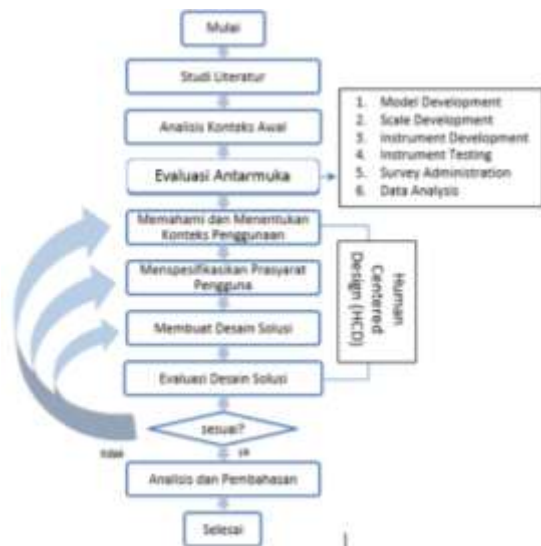 Mulai
Studi Literatur
Analisis Konteks Awal
Evaluasi Antarmuka
1. Model Development
2. Scale Development
3. Instrument Development
4. Instrument Testing
5. Survey Administration
6. Data Analysis
Memahami dan Menentukan
Konteks Penggunaan
Menspesifikasikan Prasyarat
Pengguna
Membuat Desain Solusi
Evaluasi Desain Solusi
Human
Centered
Design (HCD)
sesuai?
tidak
ya
Analisis dan Pembahasan
Selesai